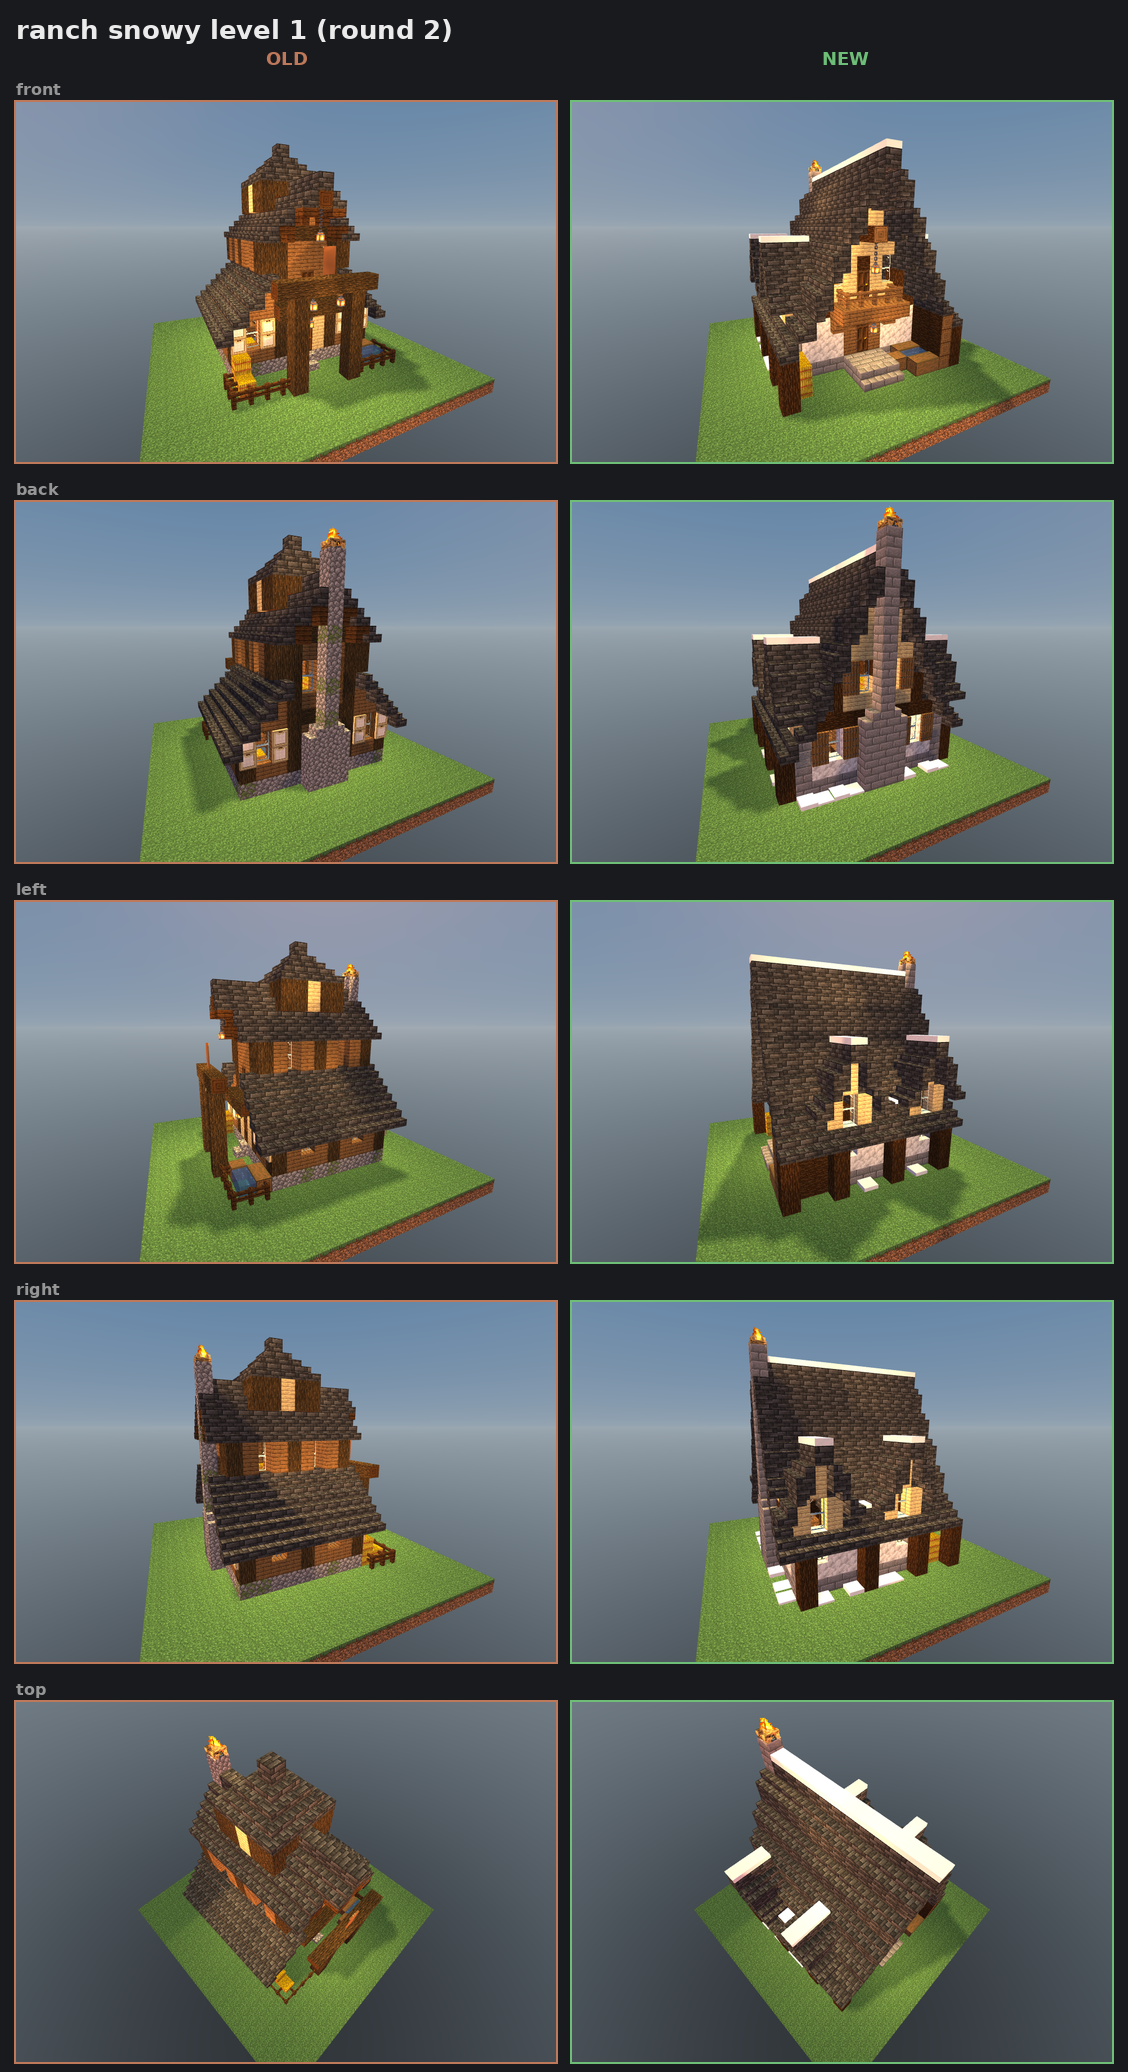 ranch snowy level 1 (round 2)
OLD
NEW
front
back
left
right
top